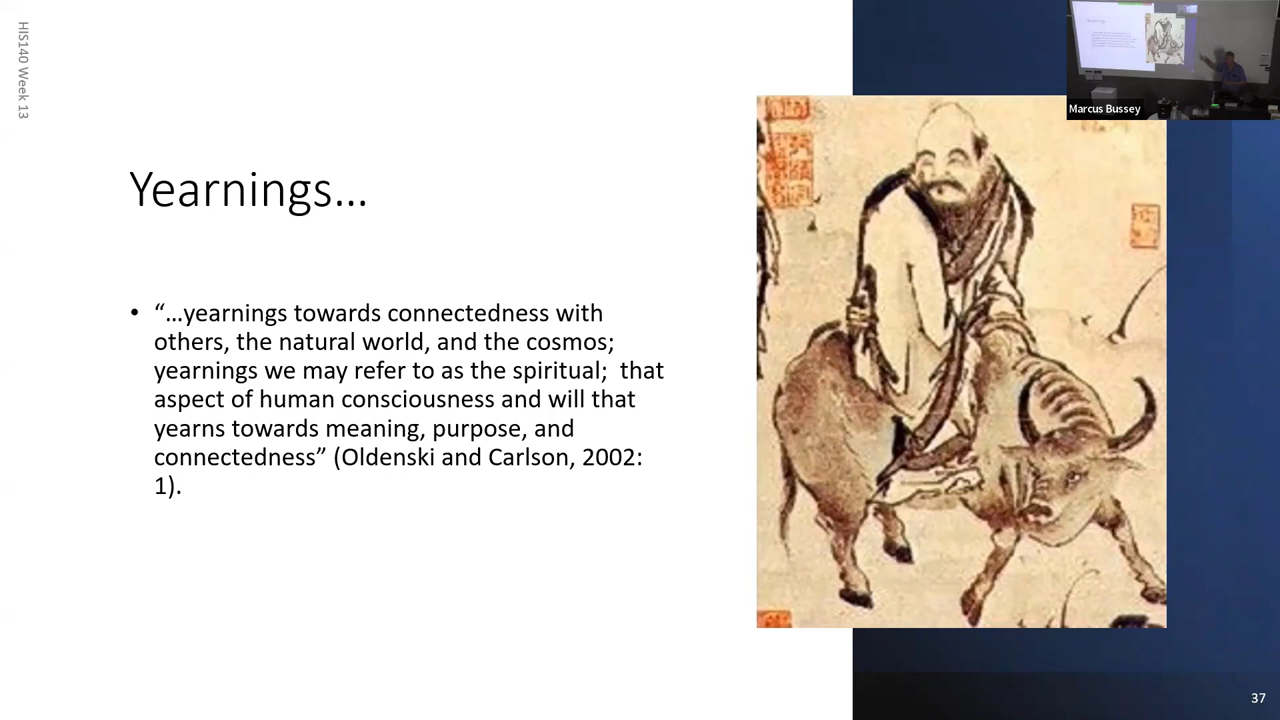 HIS140 Week 13
Marcus Bussey
Yearnings...
• “...yearnings towards connectedness with
others, the natural world, and the cosmos;
yearnings we may refer to as the spiritual;  that
aspect of human consciousness and will that
yearns towards meaning, purpose, and
connectedness” (Oldenski and Carlson, 2002:
1).
37